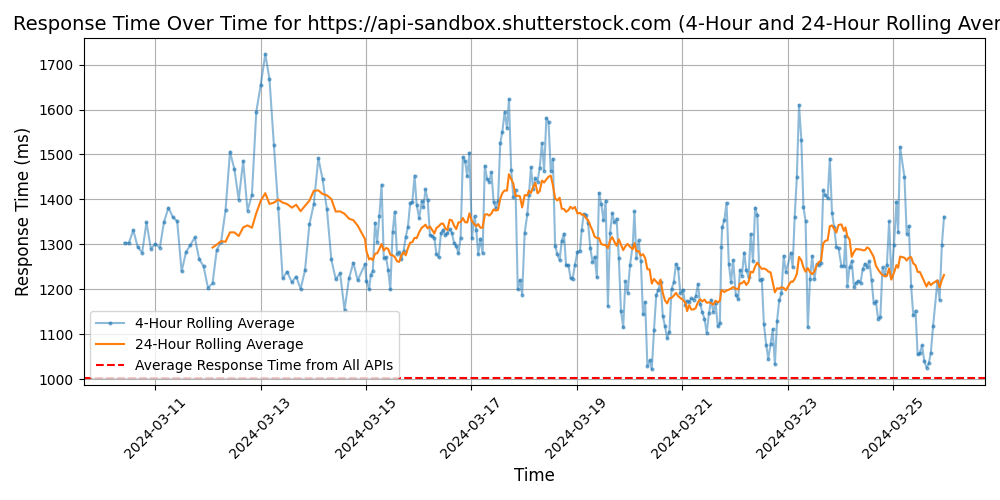 Response Time Over Time for https://api-sandbox.shutterstock.com (4-Hour and 24-Hour Rolling Aver
Response Time (ms)
1700
1600
1500
1400
1300
1200
1100
1000
4-Hour Rolling Average
24-Hour Rolling Average
Average Response Time from All APIs
2024-03-11
2024-03-13
2024-03-15
2024-03-17
2024-03-19
2024-03-21
2024-03-23
2024-03-25
Time